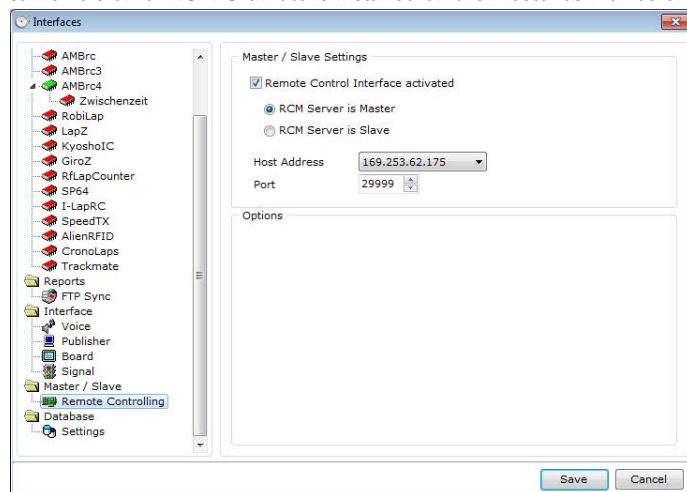 Interfaces
AMBrc
AMBrc3
AMBrc4
Zwischenzeit
RobiLap
LapZ
KyoshoIC
GiroZ
RfLapCounter
SP64
I-LapRC
SpeedTX
AlienRFID
CronoLaps
Trackmate
Reports
FTP Sync
Interface
Voice
Publisher
Board
Signal
Master / Slave
Remote Controlling
Database
Settings
Master / Slave Settings
Remote Control Interface activated
RCM Server is Master
RCM Server is Slave
Host Address 169.253.62.175
Port 29999
Options
Save Cancel